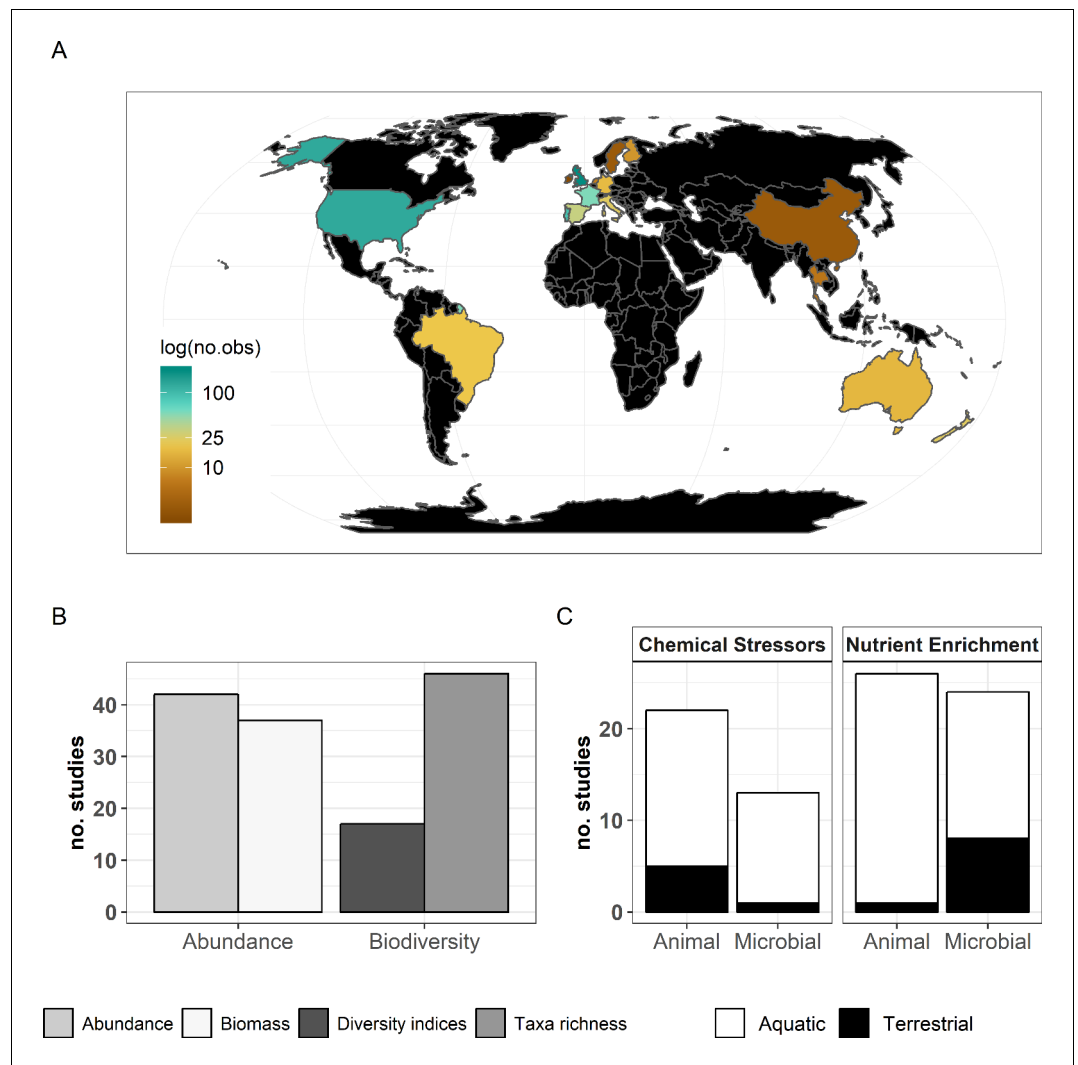 A
log(no.obs)
100
25
10
B
no. studies
40
30
20
10
0
Abundance Biodiversity
C
Chemical Stressors Nutrient Enrichment
no. studies
20
10
0
Animal Microbial Animal Microbial
Abundance Biomass Diversity indices Taxa richness Aquatic Terrestrial